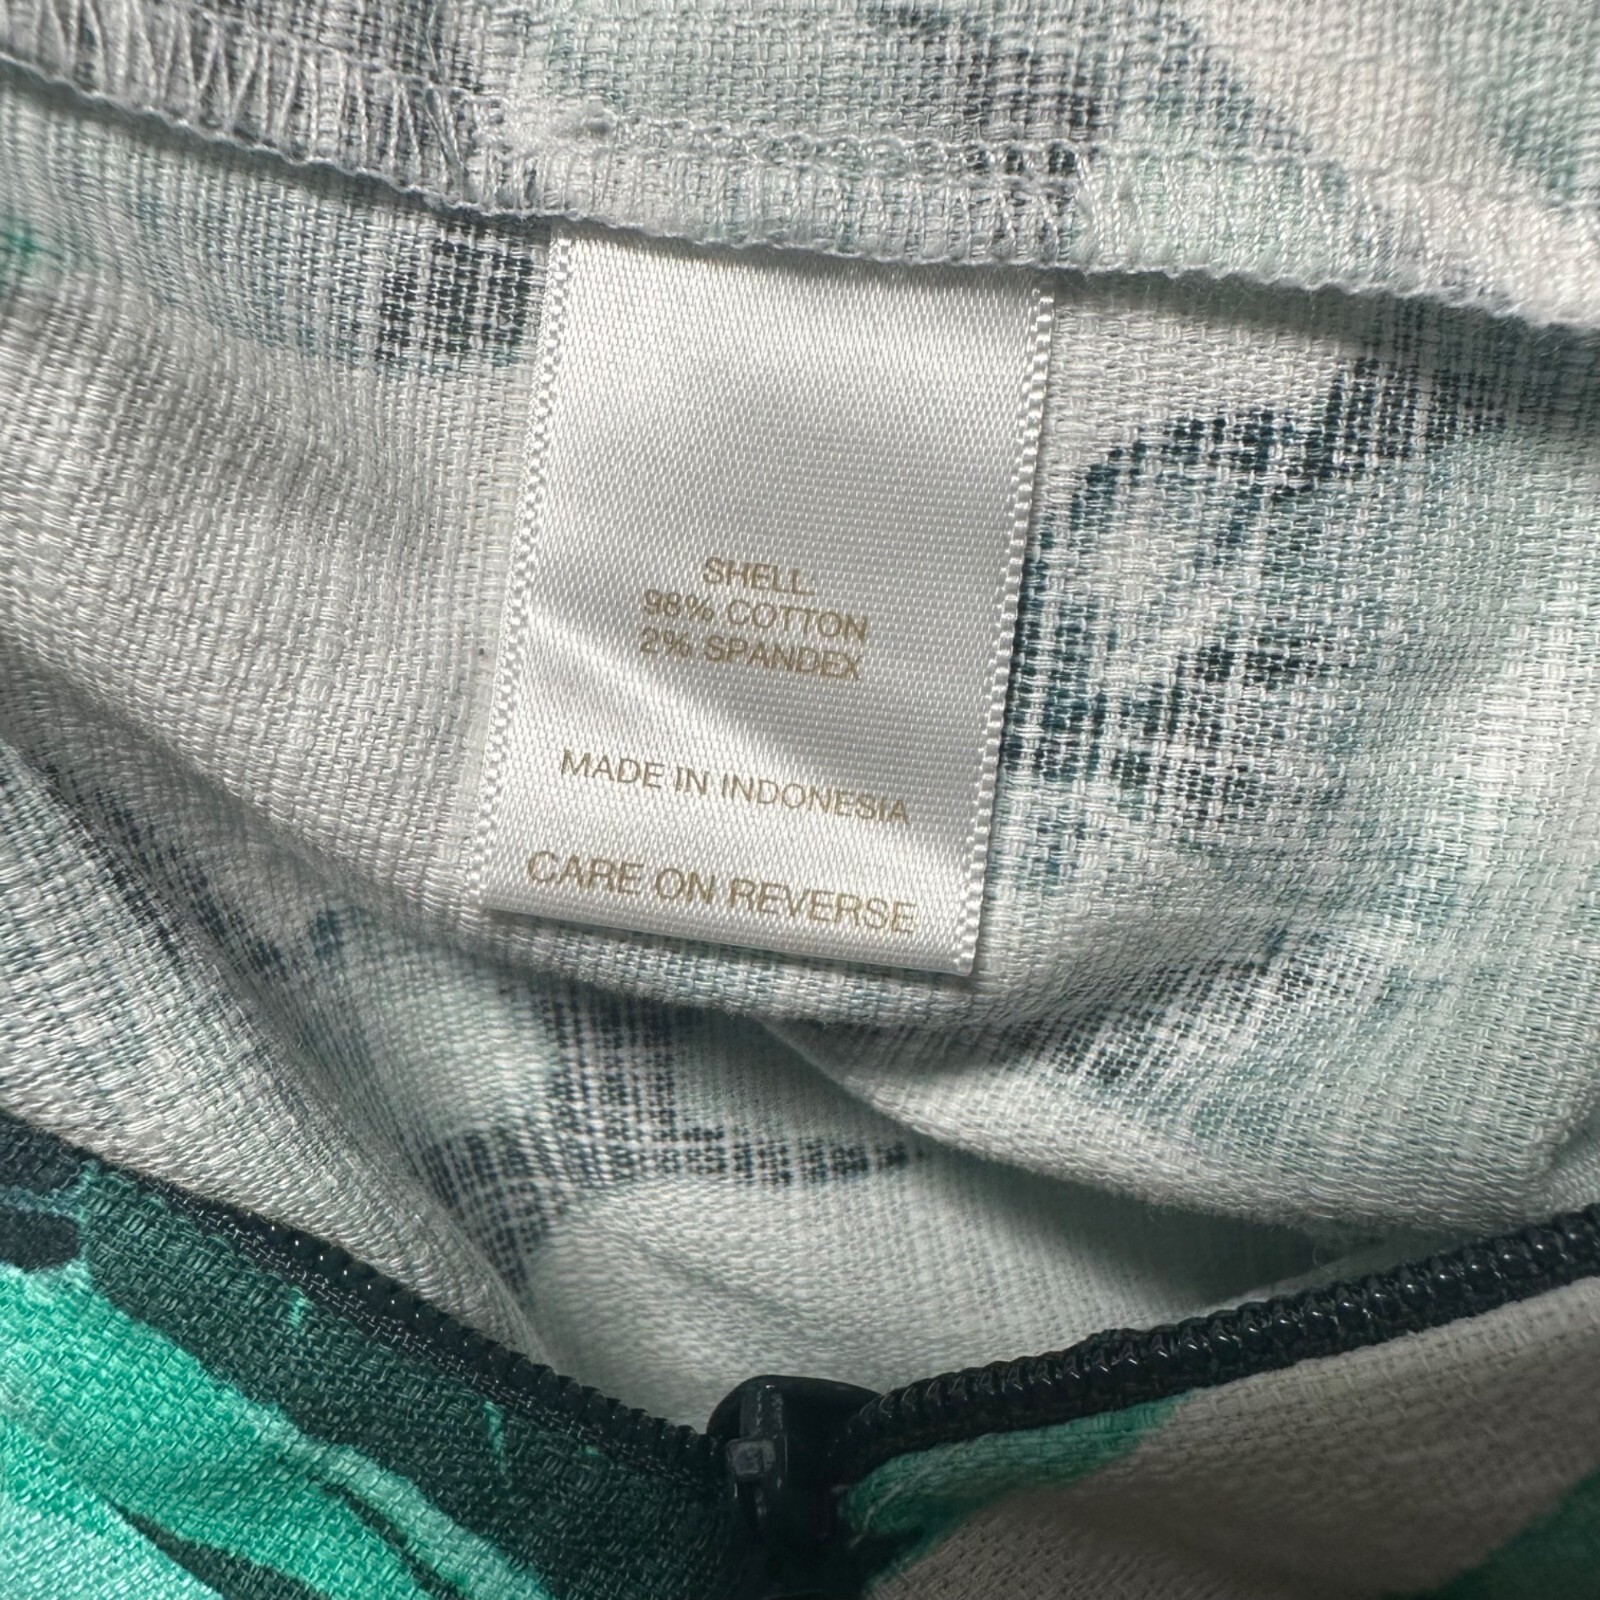 SHELL:
98% COTTON
2% SPANDEX
MADE IN INDONESIA
CARE ON REVERSE